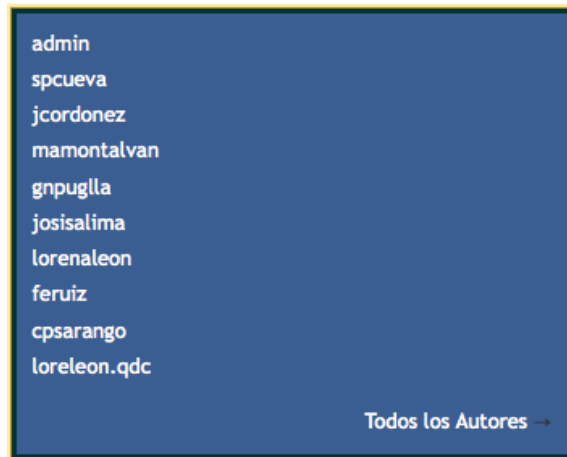 admin
spcueva
jcordonez
mamontalvan
gnpuglla
josisalima
lorenaleon
feruiz
cpsarango
loreleon.qdc
Todos los Autores →